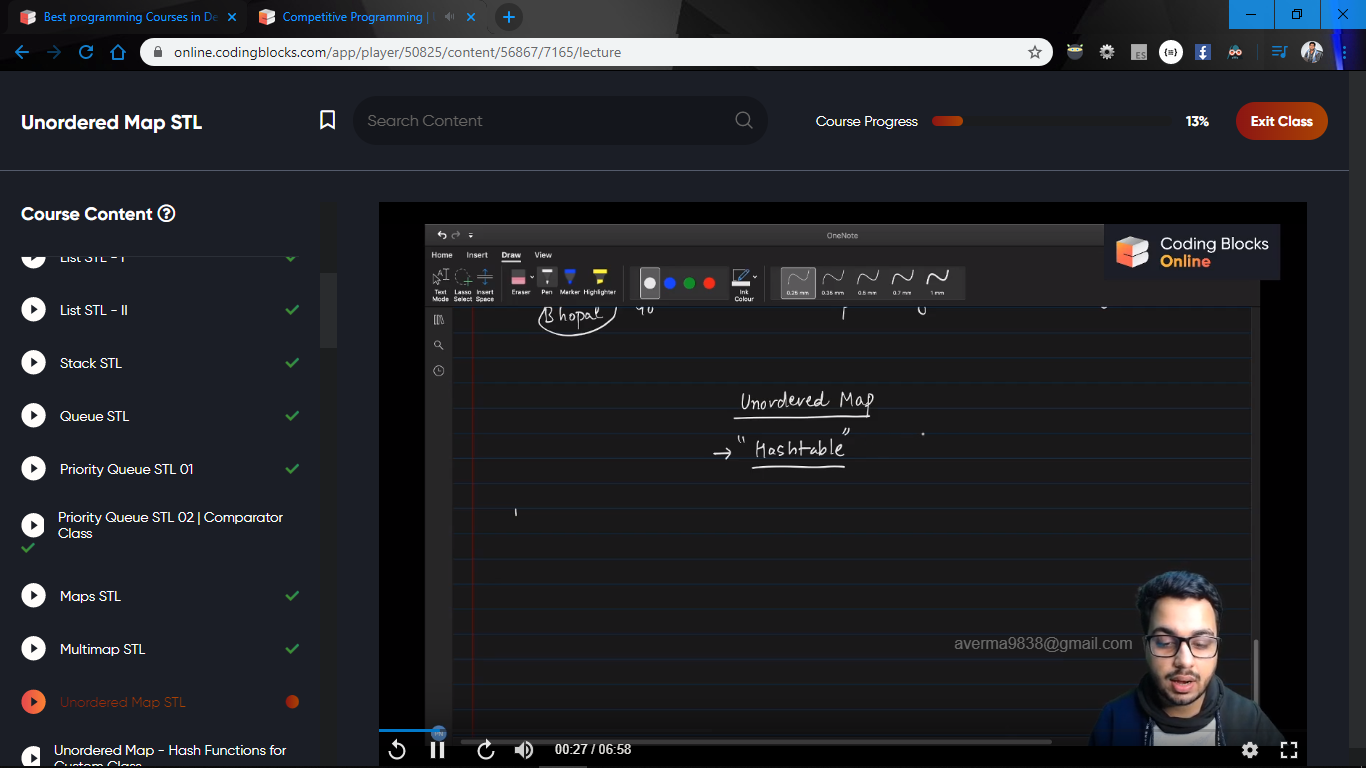 Best programming Courses in De
Competitive Programming |
online.codingblocks.com/app/player/50825/content/56867/7165/lecture
ES
Unordered Map STL
Search Content
Course Progress
13%
Exit Class
Course Content
List STL - I
List STL - II
Stack STL
Queue STL
Priority Queue STL 01
Priority Queue STL 02 | Comparator
Class
Maps STL
Multimap STL
Unordered Map STL
Unordered Map - Hash Functions for
Custom Class
OneNote
Home Insert Draw View
Text
Mode
Lasso
Select
Insert
Space
Eraser
Pen
Marker
Highlighter
Ink
Colour
0.25 mm
0.35 mm
0.5 mm
0.7 mm
1 mm
Coding Blocks
Online
Bhopal
Unordered Map
→ "Hashtable"
averma9838@gmail.com
00:27 / 06:58